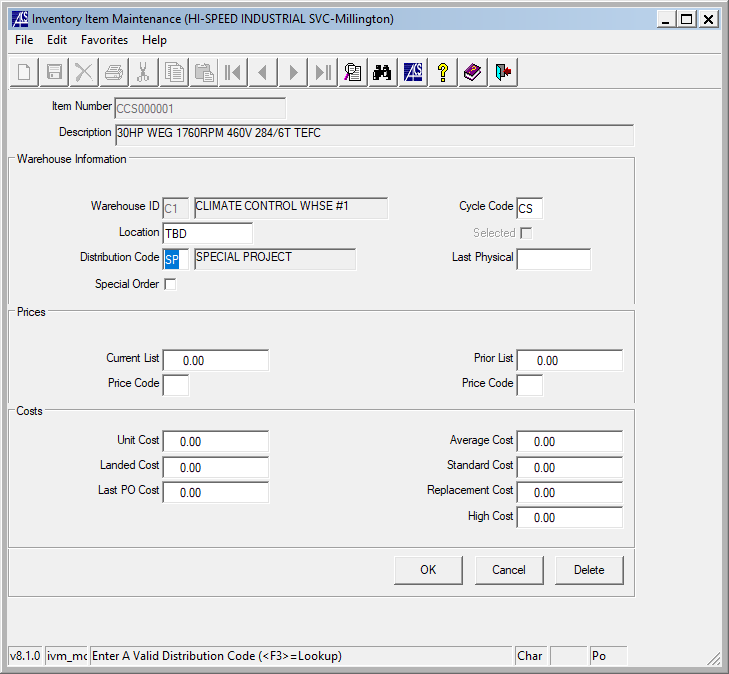 Inventory Item Maintenance (HI-SPEED INDUSTRIAL SVC-Millington)
File Edit Favorites Help
Item Number CCS000001
Description 30HP WEG 1760RPM 460V 284/6T TEFC
Warehouse Information
Warehouse ID C1 CLIMATE CONTROL WHSE #1 Cycle Code CS
Location TBD Selected
Distribution Code SP SPECIAL PROJECT Last Physical
Special Order
Prices
Current List 0.00 Prior List 0.00
Price Code Price Code
Costs
Unit Cost 0.00 Average Cost 0.00
Landed Cost 0.00 Standard Cost 0.00
Last PO Cost 0.00 Replacement Cost 0.00
High Cost 0.00
OK Cancel Delete
v8.1.0 ivm_mc Enter A Valid Distribution Code (<F3>=Lookup) Char Po